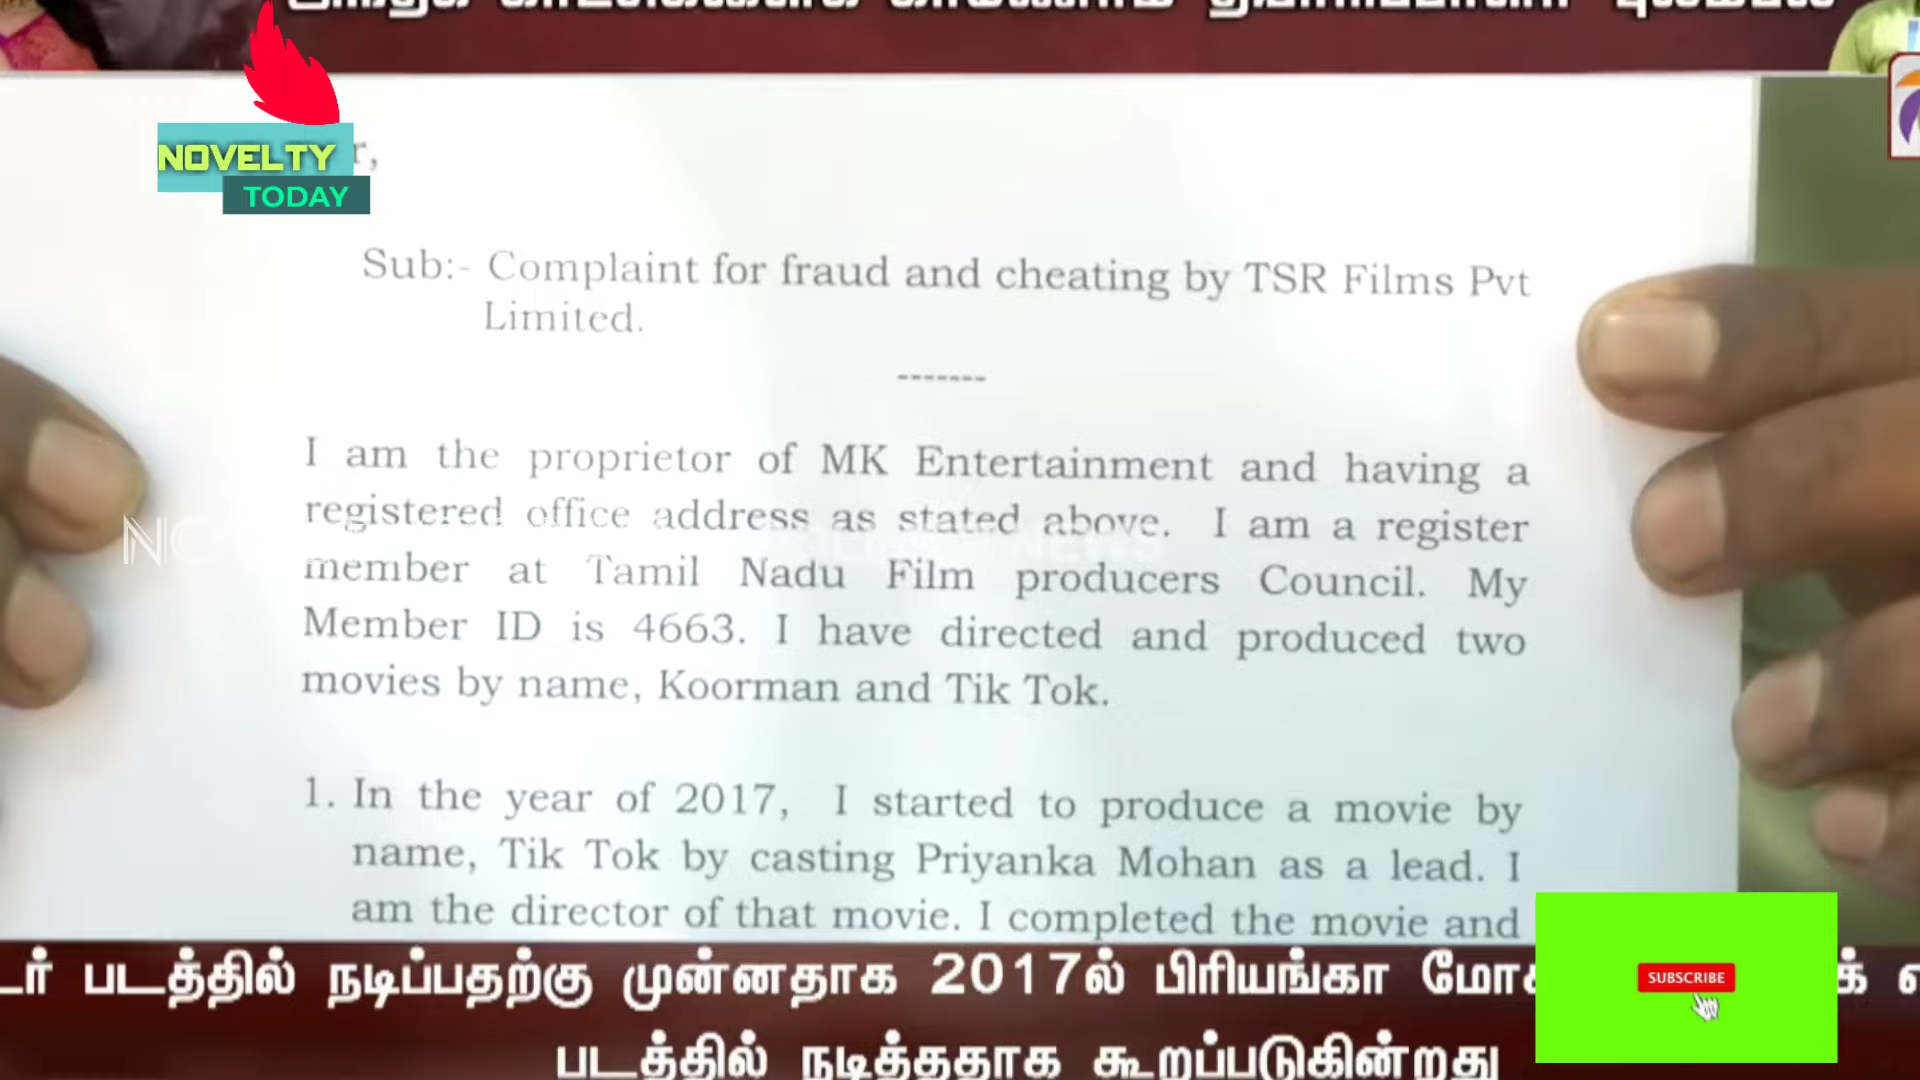 NOVELTY
TODAY
r,
Sub:- Complaint for fraud and cheating by TSR Films Pvt
Limited.
-------
I am the proprietor of MK Entertainment and having a
registered office address as stated above. I am a register
member at Tamil Nadu Film producers Council. My
Member ID is 4663. I have directed and produced two
movies by name, Koorman and Tik Tok.
1. In the year of 2017, I started to produce a movie by
name, Tik Tok by casting Priyanka Mohan as a lead. I
am the director of that movie. I completed the movie and
டர் படத்தில் நடிப்பதற்கு முன்னதாக 2017ல் பிரியங்கா
SUBSCRIBE
படத்தில் நடித்ததாக கூறப்படுகின்றது